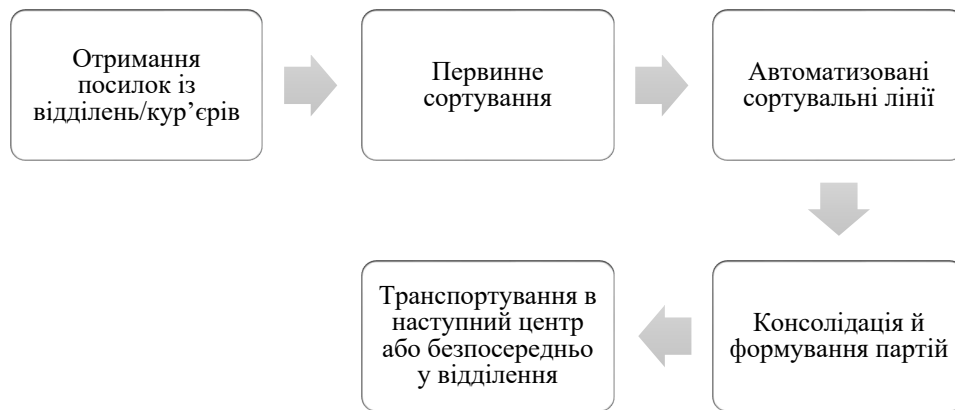 Отримання
посилок із
відділень/кур’єрів
Первинне
сортування
Автоматизовані
сортувальні лінії
Консолідація й
формування партій
Транспортування в
наступний центр
або безпосередньо
у відділення